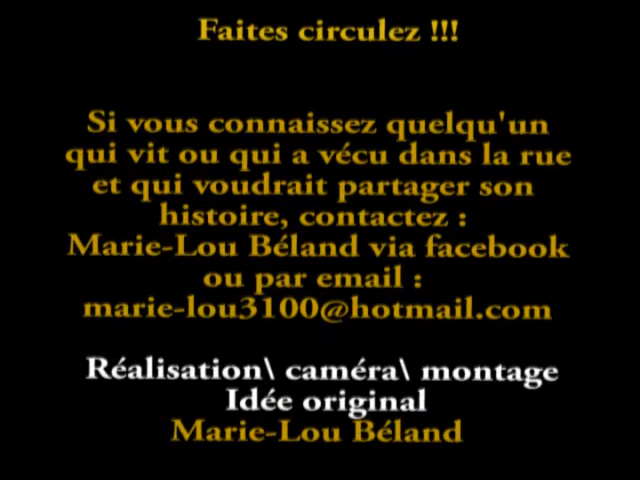 Faites circulez !!!
Si vous connaissez quelqu'un
qui vit ou qui a vécu dans la rue
et qui voudrait partager son
histoire, contactez :
Marie-Lou Béland via facebook
ou par email :
marie-lou3100@hotmail.com
Réalisation\ caméra\ montage
Idée original
Marie-Lou Béland